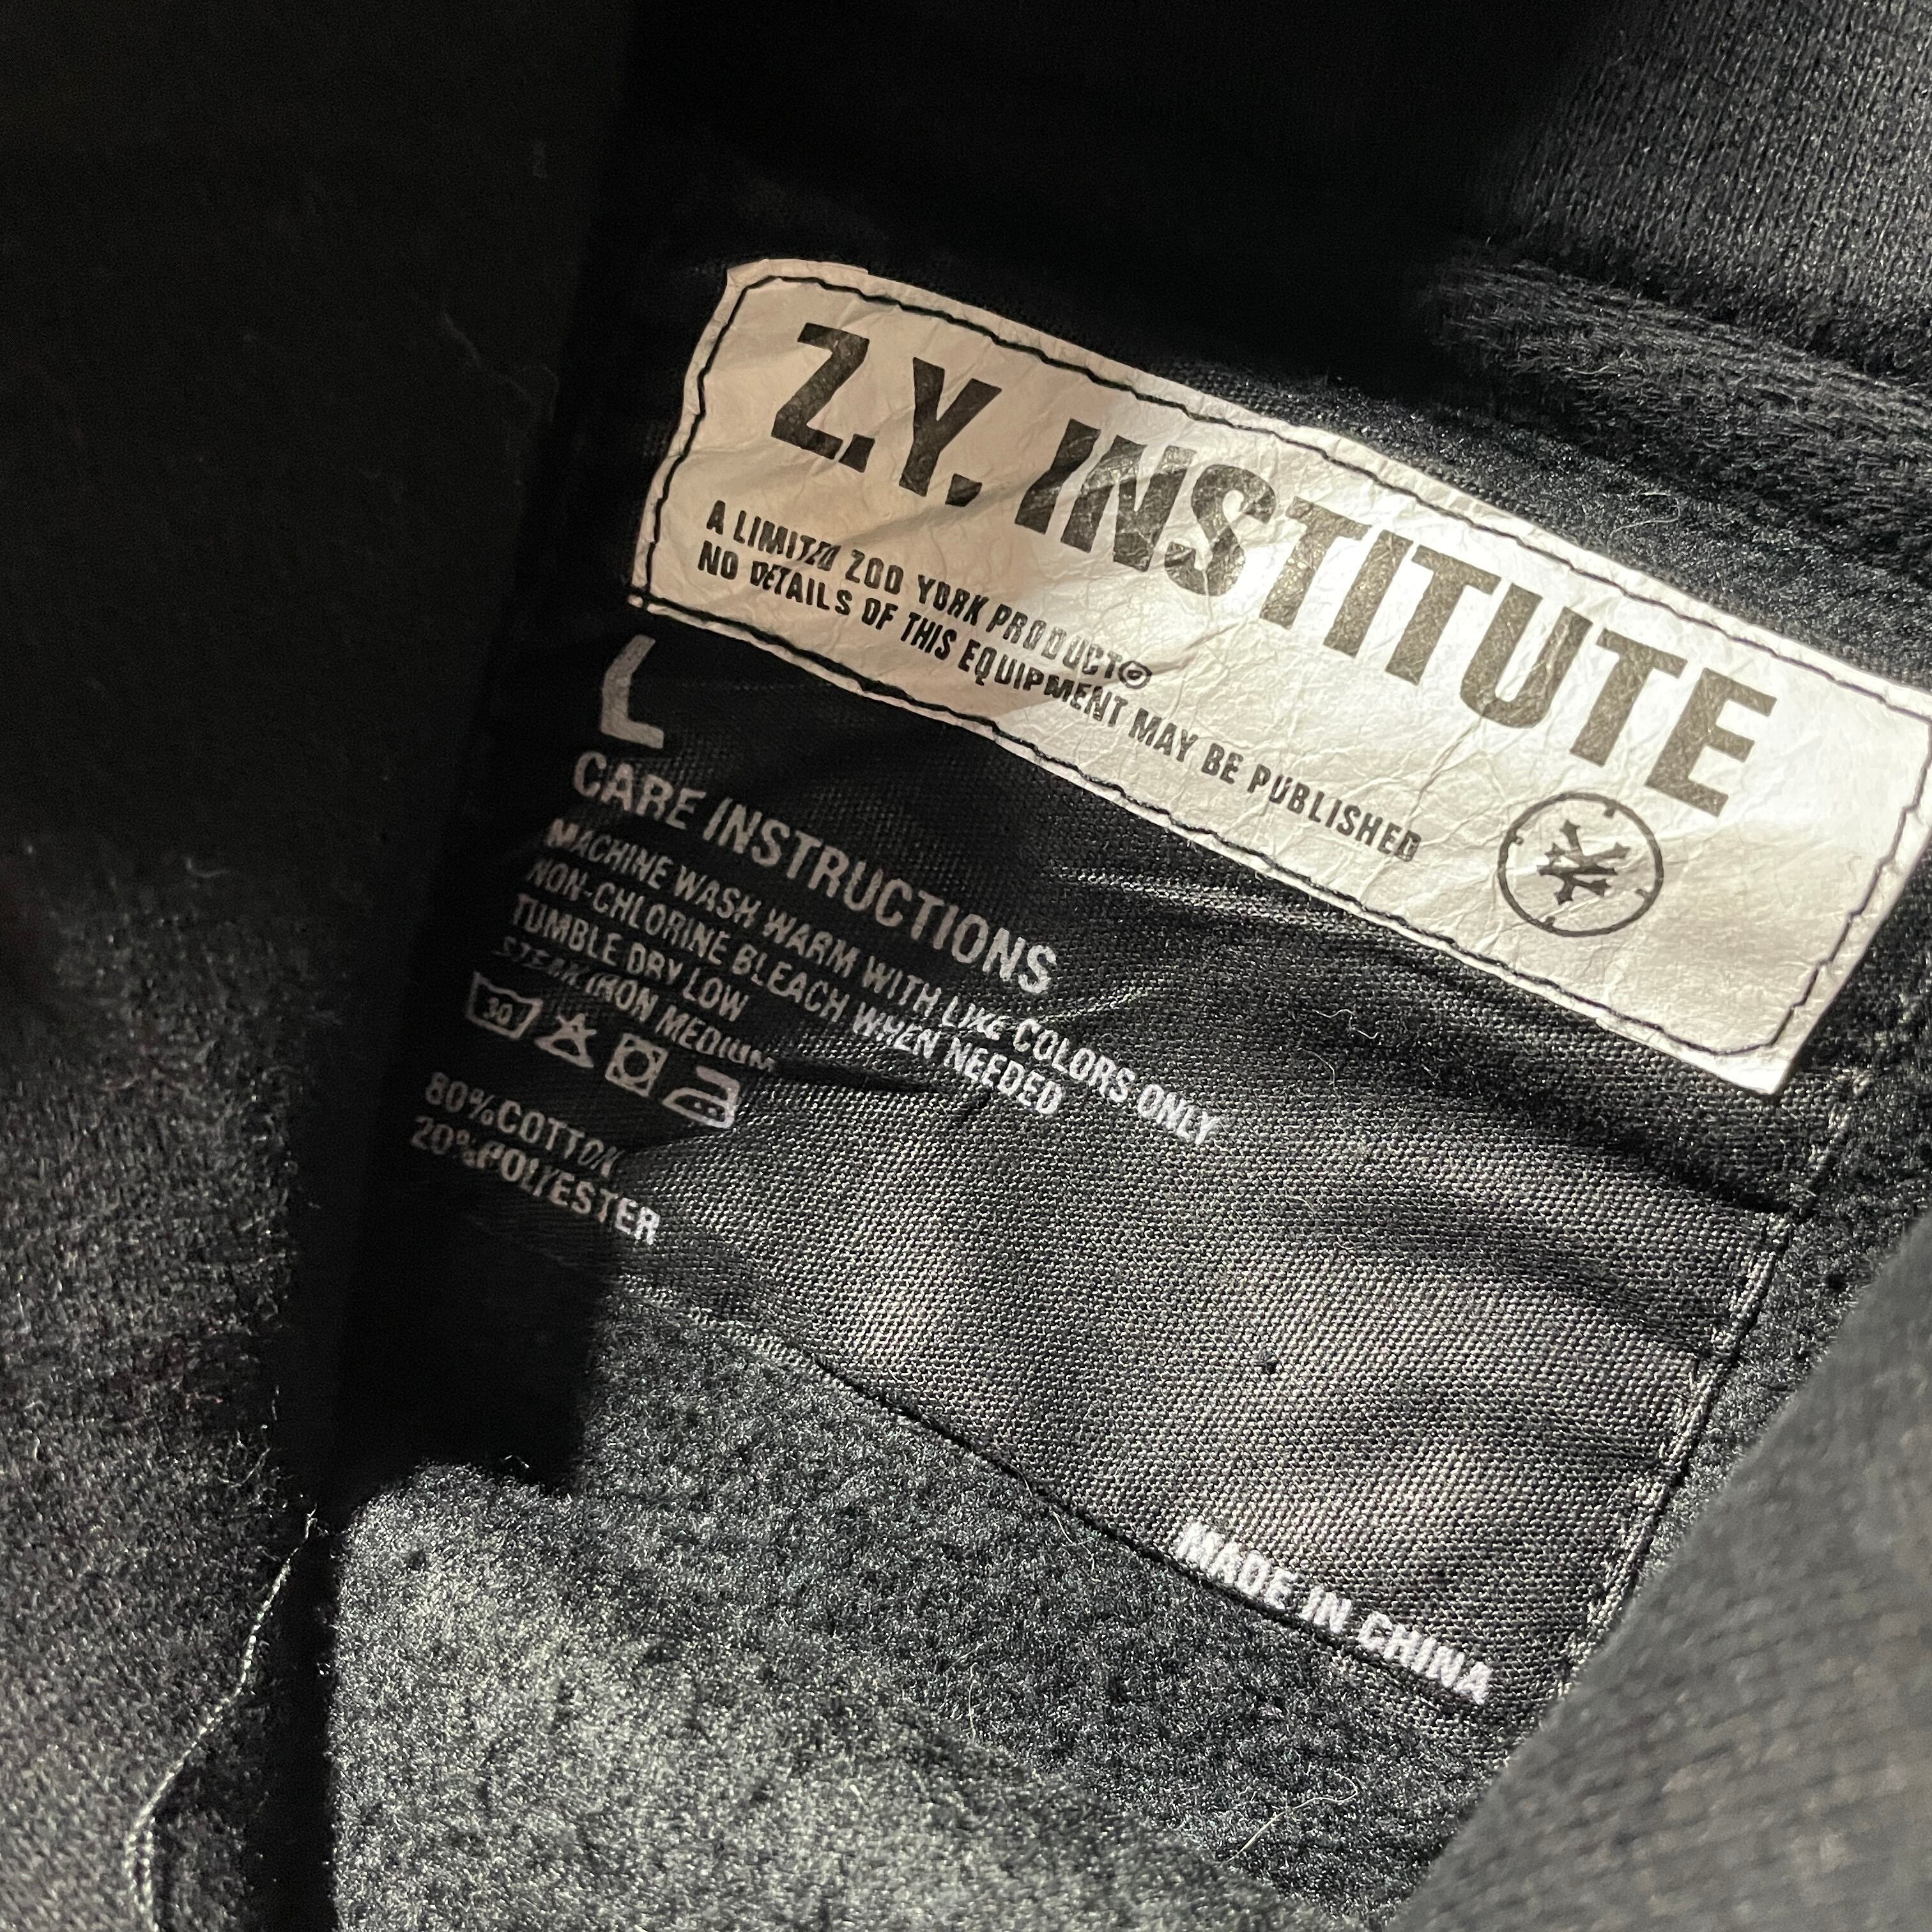 Z.Y. INSTITUTE
A LIMITED ZOO YORK PRODUCT®
NO DETAILS OF THIS EQUIPMENT MAY BE PUBLISHED
L
CARE INSTRUCTIONS
MACHINE WASH WARM WITH LIKE COLORS ONLY
NON-CHLORINE BLEACH WHEN NEEDED
TUMBLE DRY LOW
STEAM IRON MEDIUM
30°
80%COTTON
20%POLYESTER
MADE IN CHINA